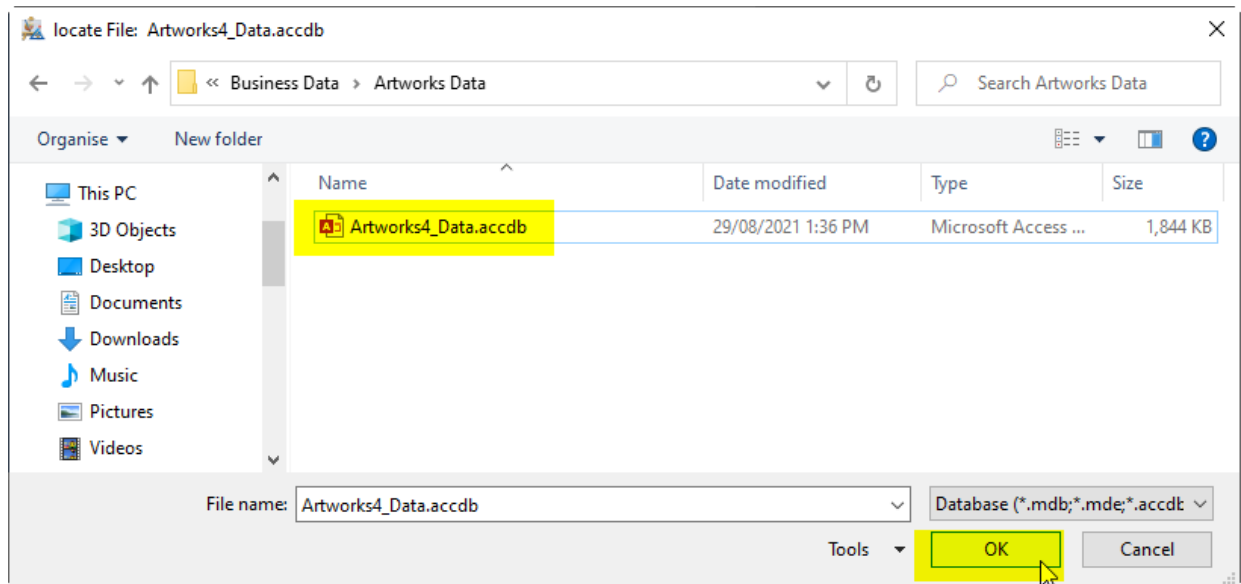 locate File: Artworks4_Data.accdb
« Business Data > Artworks Data
Search Artworks Data
Organise
New folder
Name
Date modified
Type
Size
This PC
3D Objects
Desktop
Documents
Downloads
Music
Pictures
Videos
Artworks4_Data.accdb 29/08/2021 1:36 PM Microsoft Access ... 1,844 KB
File name: Artworks4_Data.accdb
Database (*.mdb;*.mde;*.accdb
Tools
OK
Cancel